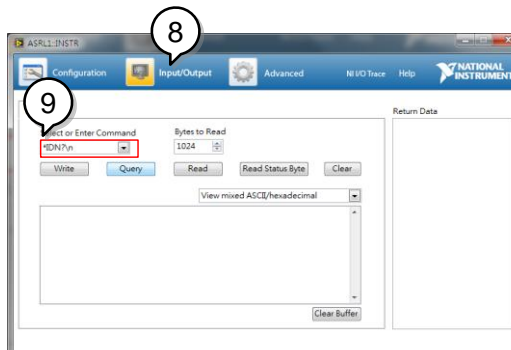 8
ASRL1::INSTR
Configuration Input/Output Advanced NI I/O Trace Help NATIONAL INSTRUMENTS
9
Return Data
Select or Enter Command Bytes to Read
*IDN?\n 1024
Write Query Read Read Status Byte Clear
View mixed ASCII/hexadecimal
Clear Buffer